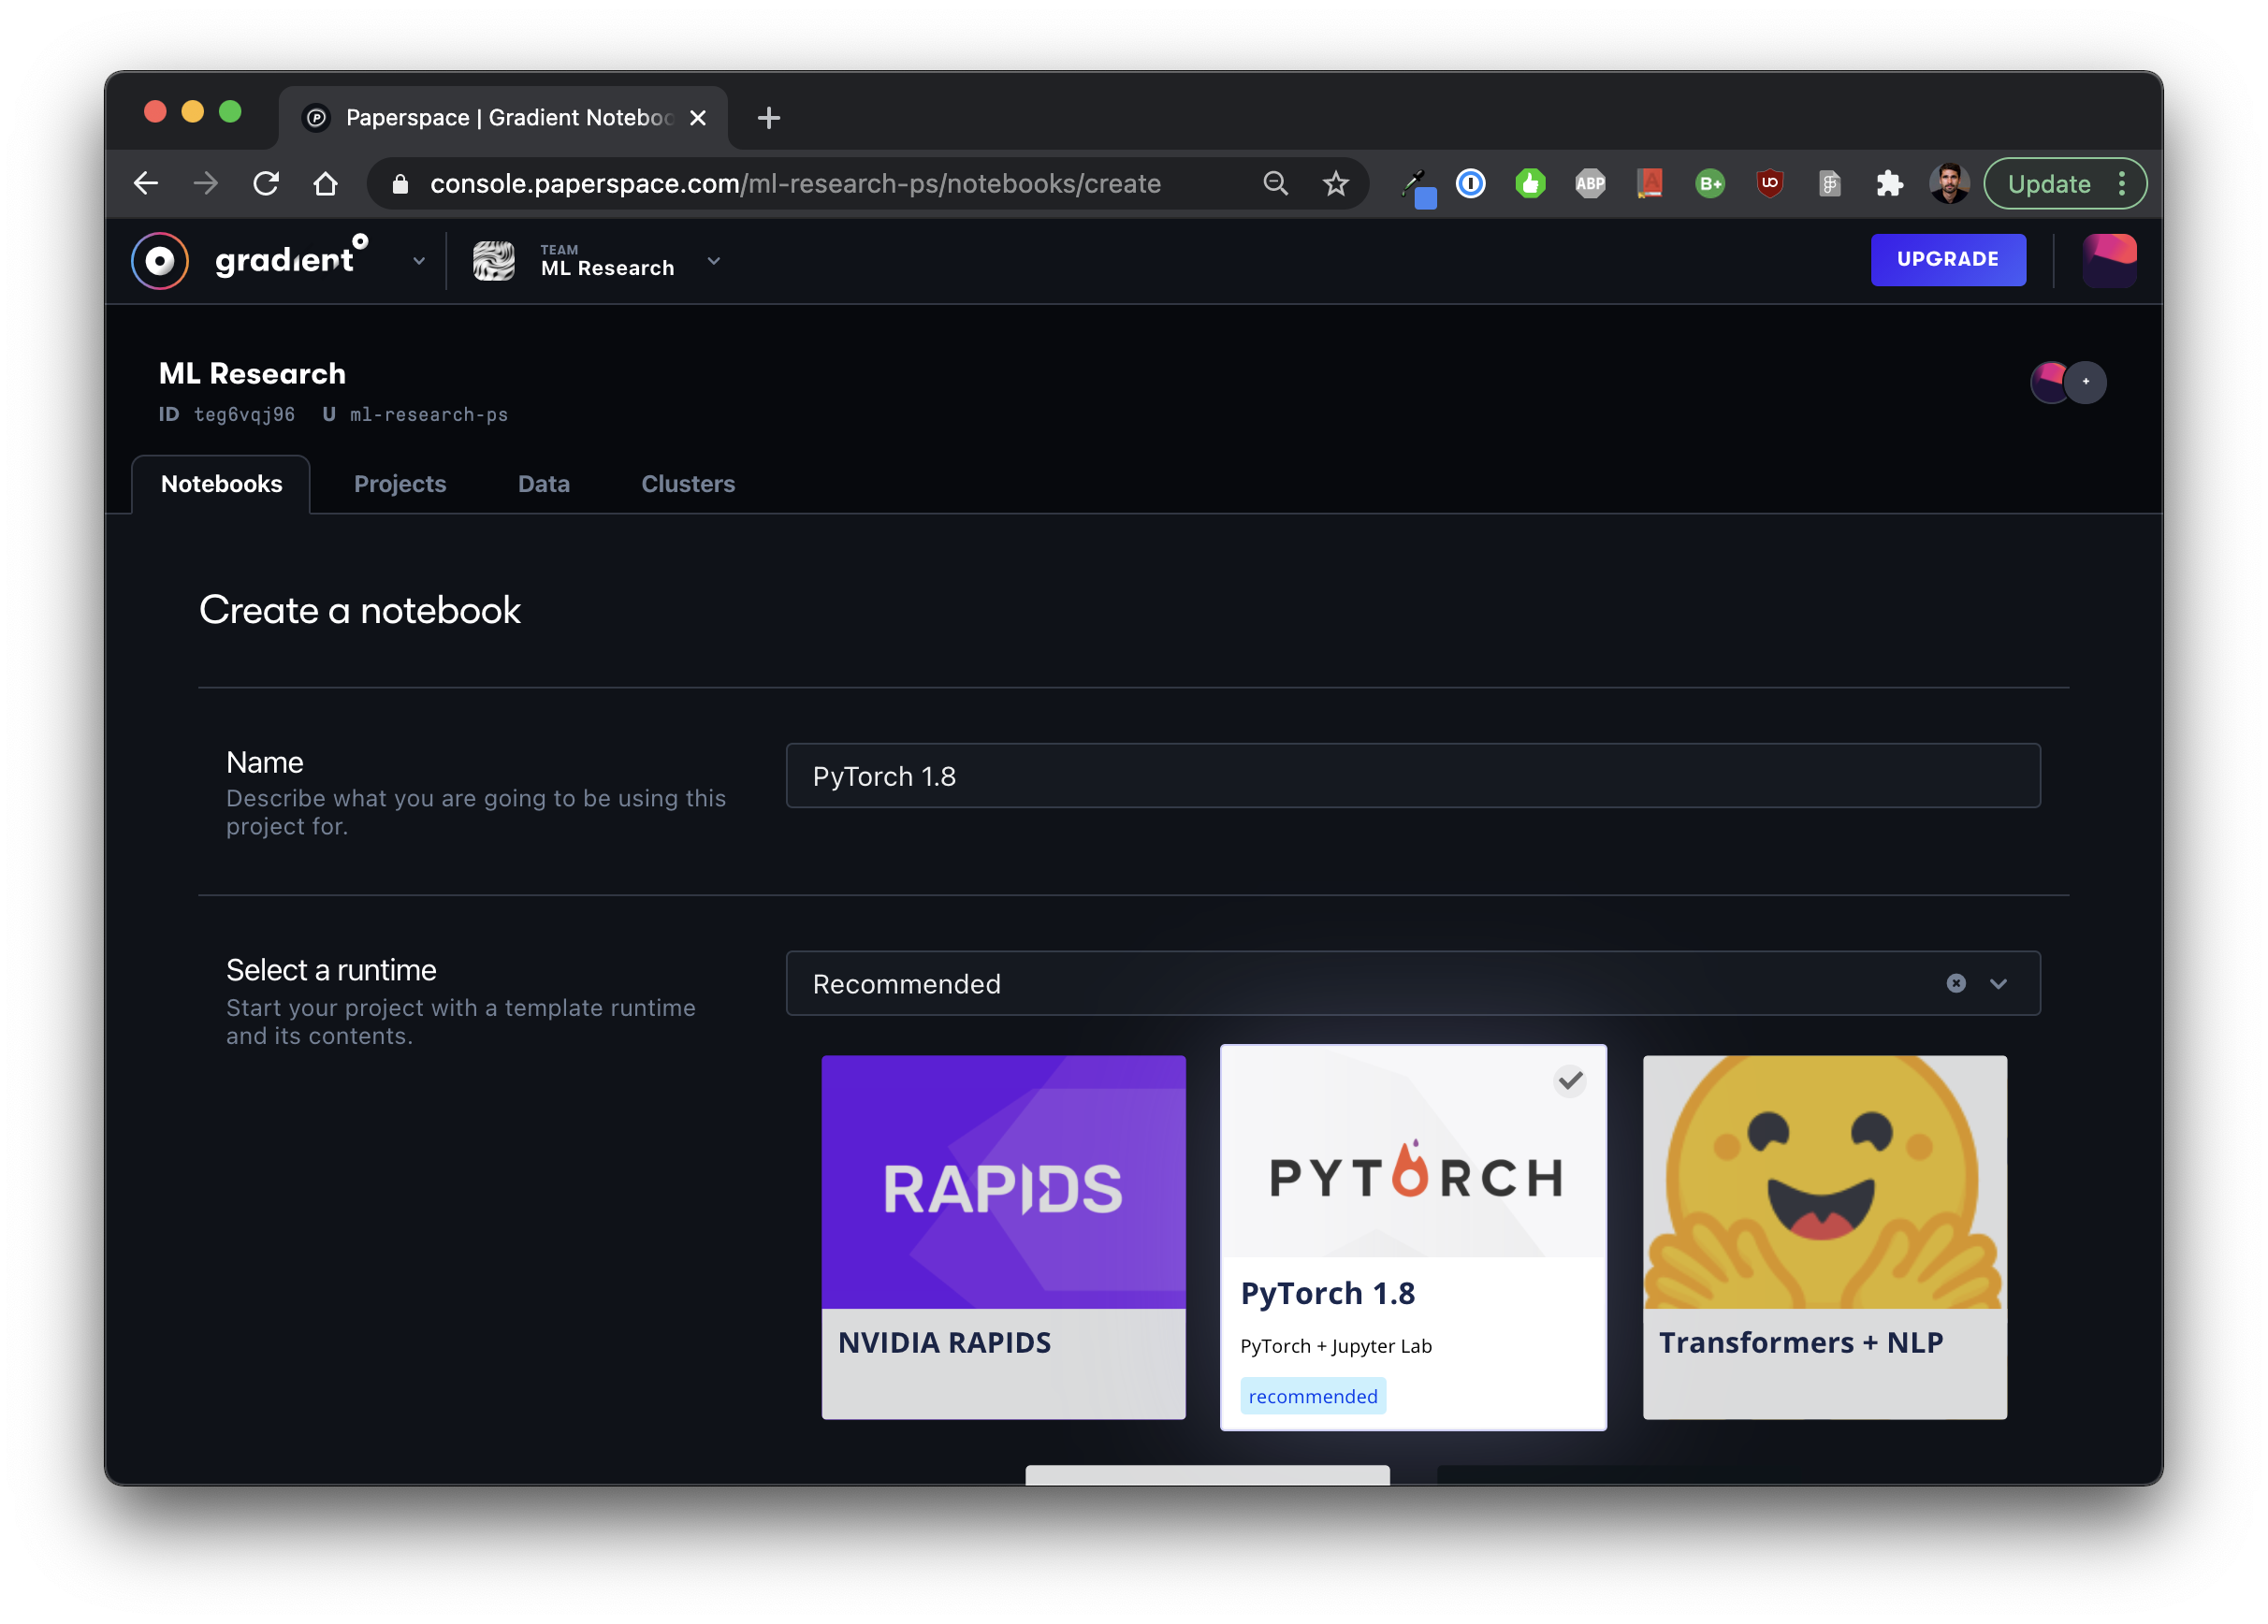 Paperspace | Gradient Noteboo
console.paperspace.com/ml-research-ps/notebooks/create
ABP
B+
Update
gradient
TEAM
ML Research
UPGRADE
ML Research
ID teg6vqj96 U ml-research-ps
Notebooks
Projects
Data
Clusters
Create a notebook
Name
Describe what you are going to be using this
project for.
PyTorch 1.8
Select a runtime
Start your project with a template runtime
and its contents.
Recommended
RAPIDS
NVIDIA RAPIDS
PYTORCH
PyTorch 1.8
PyTorch + Jupyter Lab
recommended
Transformers + NLP